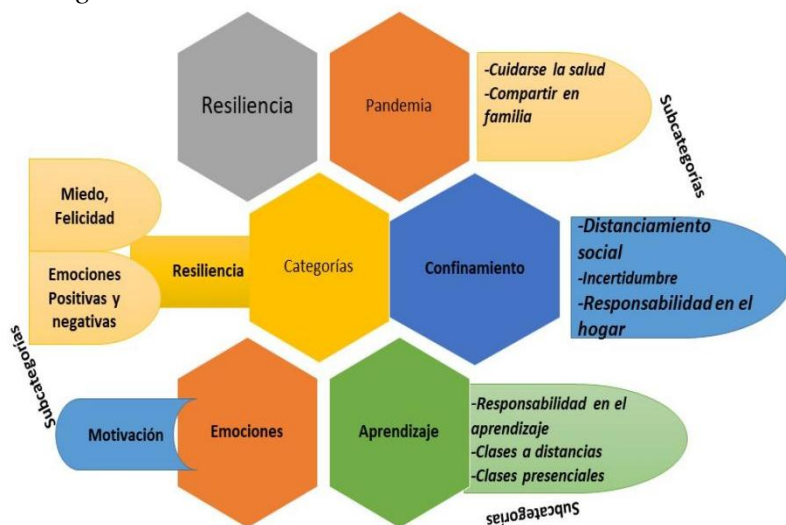 Resiliencia
Pandemia
-Cuidarse la salud
-Compartir en
familia
Subcategorías
Miedo,
Felicidad
Emociones
Positivas y
negativas
Resiliencia
Categorías
Confinamiento
-Distanciamiento
social
-Incertidumbre
-Responsabilidad en el
hogar
Subcategorías
Motivación
Emociones
Aprendizaje
-Responsabilidad en el
aprendizaje
-Clases a distancias
-Clases presenciales
Subcategorías